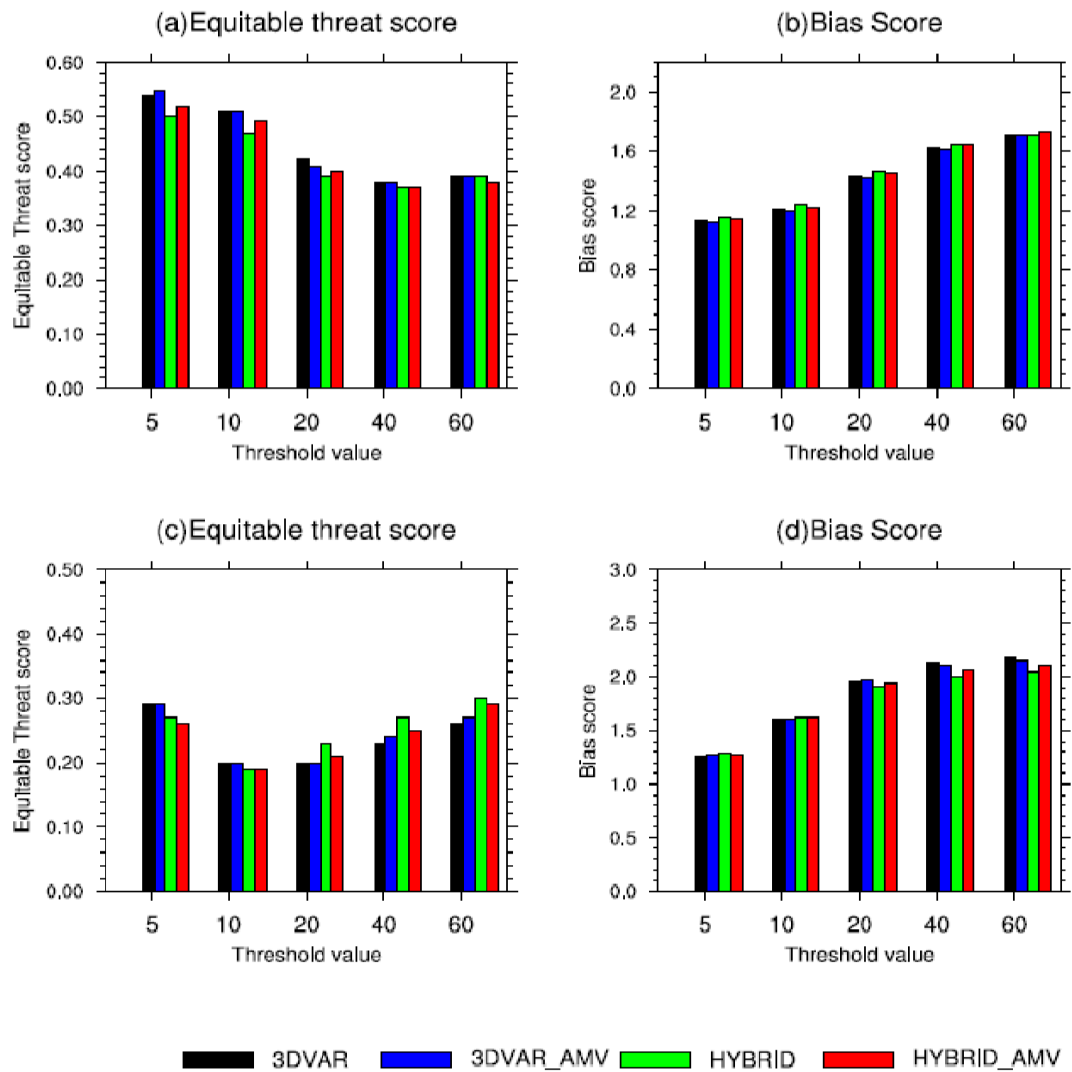 (a)Equitable threat score
Equitable Threat score
0.60
0.50
0.40
0.30
0.20
0.10
0.00
5 10 20 40 60
Threshold value
(b)Bias Score
Bias score
2.0
1.6
1.2
0.8
0.4
0.0
5 10 20 40 60
Threshold value
(c)Equitable threat score
Equitable Threat score
0.50
0.40
0.30
0.20
0.10
0.00
5 10 20 40 60
Threshold value
(d)Bias Score
Bias score
3.0
2.5
2.0
1.5
1.0
0.5
0.0
5 10 20 40 60
Threshold value
3DVAR 3DVAR_AMV HYBRID HYBRID_AMV